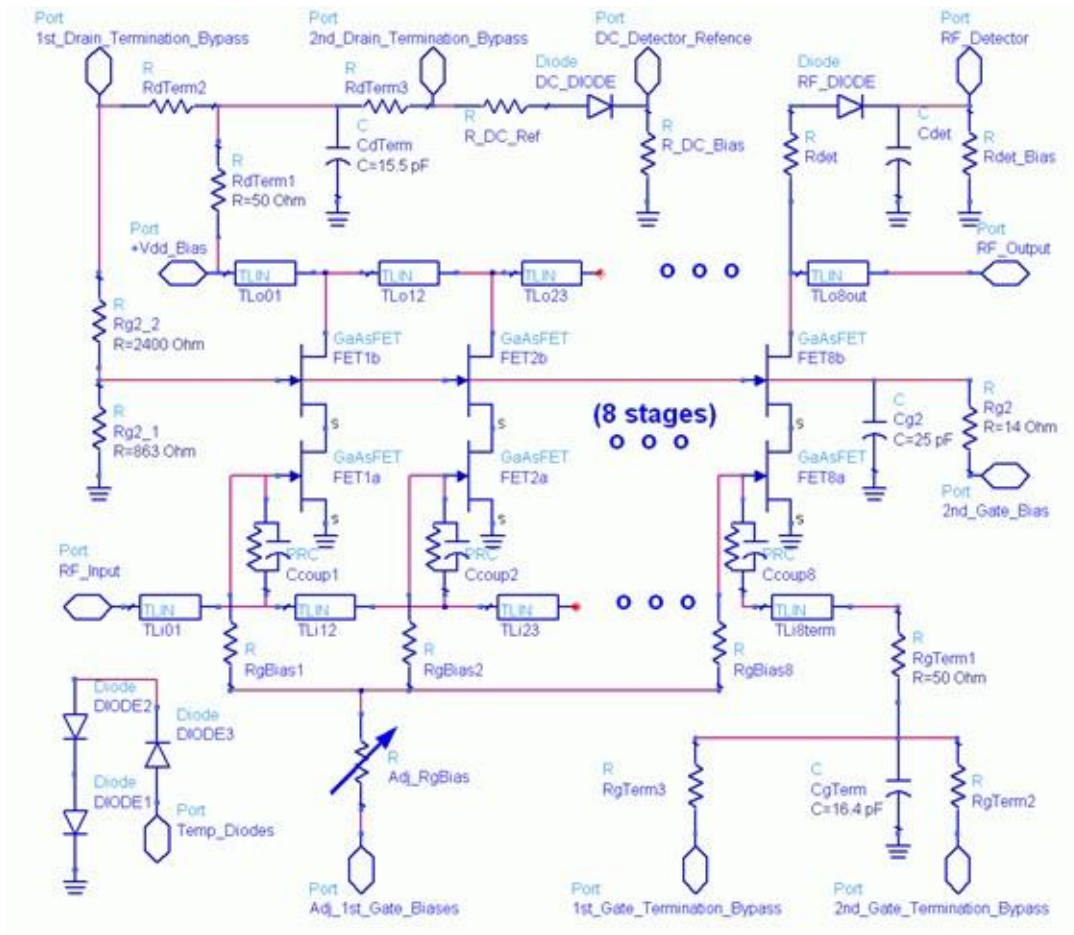 Port
1st_Drain_Termination_Bypass
Port
2nd_Drain_Termination_Bypass
Port
DC_Detector_Refence
Port
RF_Detector
R
RdTerm2
R
RdTerm3
R
R_DC_Ref
Diode
DC_DIODE
Diode
RF_DIODE
C
CdTerm
C=15.5 pF
R
R_DC_Bias
R
Rdet
C
Cdet
R
Rdet_Bias
R
RdTerm1
R=50 Ohm
Port
+Vdd_Bias
Port
RF_Output
TLIN
TLo01
TLIN
TLo12
TLIN
TLo23
TLIN
TLo8out
R
Rg2_2
R=2400 Ohm
GaAsFET
FET1b
GaAsFET
FET2b
GaAsFET
FET8b
R
Rg2_1
R=863 Ohm
(8 stages)
C
Cg2
C=25 pF
R
Rg2
R=14 Ohm
S
S
S
GaAsFET
FET1a
GaAsFET
FET2a
GaAsFET
FET8a
Port
2nd_Gate_Bias
S
S
S
PRC
Ccoup1
PRC
Ccoup2
PRC
Ccoup8
Port
RF_Input
TLIN
TLi01
TLIN
TLi12
TLIN
TLi23
TLIN
TLi8term
R
RgBias1
R
RgBias2
R
RgBias8
R
RgTerm1
R=50 Ohm
Diode
DIODE2
Diode
DIODE3
Diode
DIODE1
Port
Temp_Diodes
R
Adj_RgBias
R
RgTerm3
C
CgTerm
C=16.4 pF
R
RgTerm2
Port
Adj_1st_Gate_Biases
Port
1st_Gate_Termination_Bypass
Port
2nd_Gate_Termination_Bypass